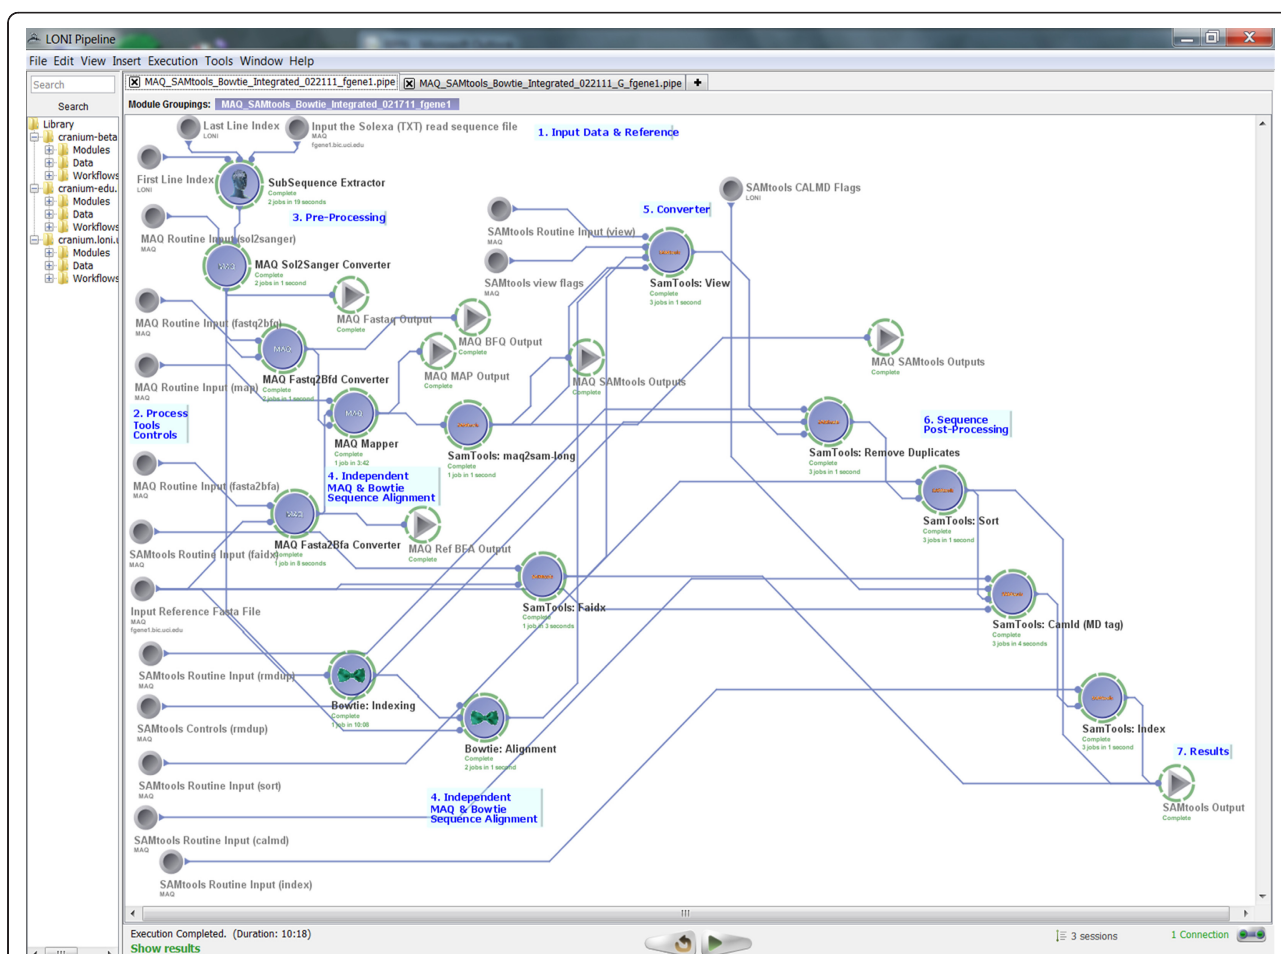 LONI Pipeline
File Edit View Insert Execution Tools Window Help
Search
MAQ_SAMtools_Bowtie_Integrated_022111_fgene1.pipe
MAQ_SAMtools_Bowtie_Integrated_022111_G_fgene1.pipe
Search
Module Groupings: MAQ_SAMtools_Bowtie_Integrated_021711_fgene1
Library
cranium-beta
Modules
Data
Workflows
cranium-edu.
Modules
Data
Workflows
cranium.loni.u
Modules
Data
Workflows
Last Line Index
LONI
Input the Solexa (TXT) read sequence file
MAQ
fgene1.bic.uci.edu
1. Input Data & Reference
First Line Index
LONI
SubSequence Extractor
Complete
2 jobs in 19 seconds
SAMtools CALMD Flags
LONI
3. Pre-Processing
5. Converter
MAQ Routine Input (sol2sanger)
MAQ
SAMtools Routine Input (view)
MAQ
MAQ Sol2Sanger Converter
Complete
2 jobs in 1 second
SAMtools view flags
MAQ
SamTools: View
Complete
3 jobs in 1 second
MAQ Routine Input (fastq2bfq)
MAQ
MAQ Fastaq Output
Complete
MAQ BFQ Output
Complete
MAQ Fastq2Bfd Converter
Complete
2 jobs in 1 second
MAQ MAP Output
Complete
MAQ SAMtools Outputs
Complete
MAQ SAMtools Outputs
Complete
MAQ Routine Input (map)
MAQ
2. Process
Tools
Controls
MAQ Mapper
Complete
1 job in 3:42
SamTools: maq2sam-long
Complete
1 job in 1 second
SamTools: Remove Duplicates
Complete
3 jobs in 1 second
6. Sequence
Post-Processing
4. Independent
MAQ & Bowtie
Sequence Alignment
MAQ Routine Input (fasta2bfa)
MAQ
SamTools: Sort
Complete
3 jobs in 1 second
MAQ Fasta2Bfa Converter
Complete
1 job in 8 seconds
MAQ Ref BFA Output
Complete
SAMtools Routine Input (faidx)
MAQ
Input Reference Fasta File
MAQ
fgene1.bic.uci.edu
SamTools: Faidx
Complete
1 job in 3 seconds
SamTools: Camld (MD tag)
Complete
3 jobs in 4 seconds
SAMtools Routine Input (rmdup)
MAQ
Bowtie: Indexing
Complete
1 job in 10:08
SAMtools Controls (rmdup)
MAQ
Bowtie: Alignment
Complete
2 jobs in 1 second
SamTools: Index
Complete
3 jobs in 1 second
7. Results
SAMtools Routine Input (sort)
MAQ
4. Independent
MAQ & Bowtie
Sequence Alignment
SAMtools Output
Complete
SAMtools Routine Input (calmd)
MAQ
SAMtools Routine Input (index)
MAQ
Execution Completed. (Duration: 10:18)
Show results
3 sessions
1 Connection